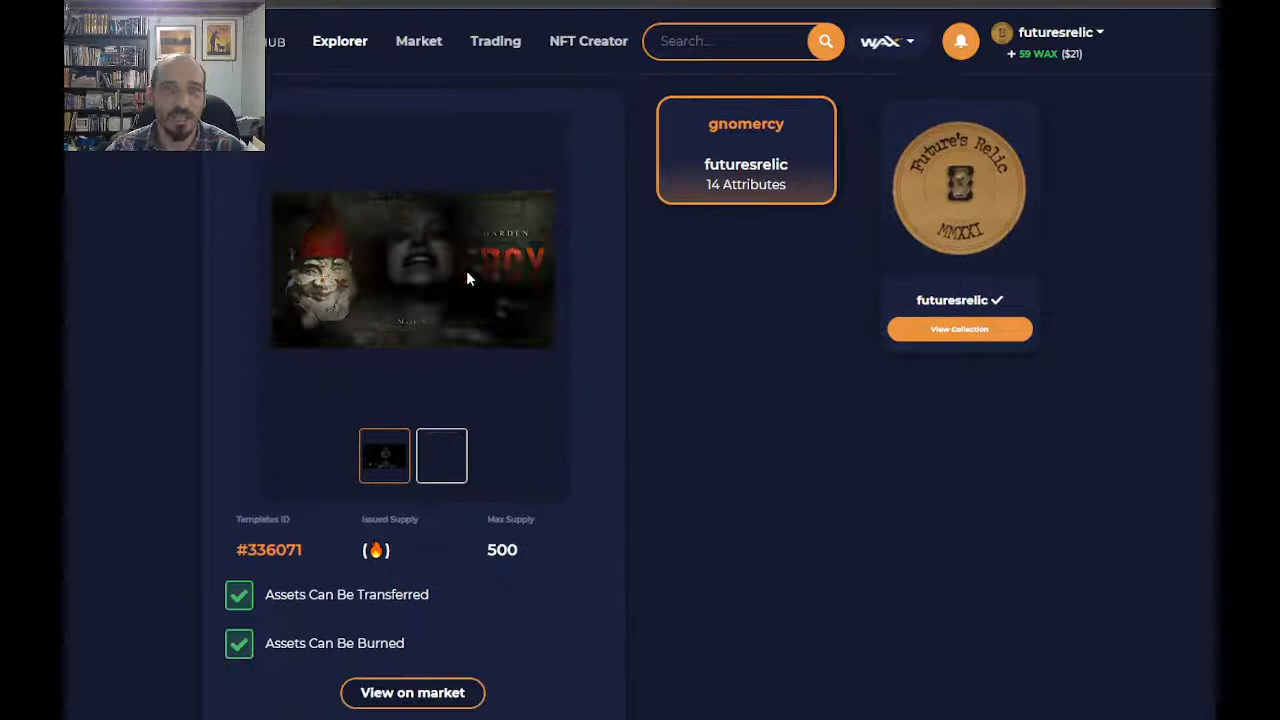 HUB
Explorer
Market
Trading
NFT Creator
Search...
WAX
futuresrelic
+ 59 WAX ($21)
gnomercy
futuresrelic
14 Attributes
Future's Relic
MMXXI
GARDEN
futuresrelic
View Collection
Templates ID
Issued Supply
Max Supply
#336071
(🔥)
500
Assets Can Be Transferred
Assets Can Be Burned
View on market